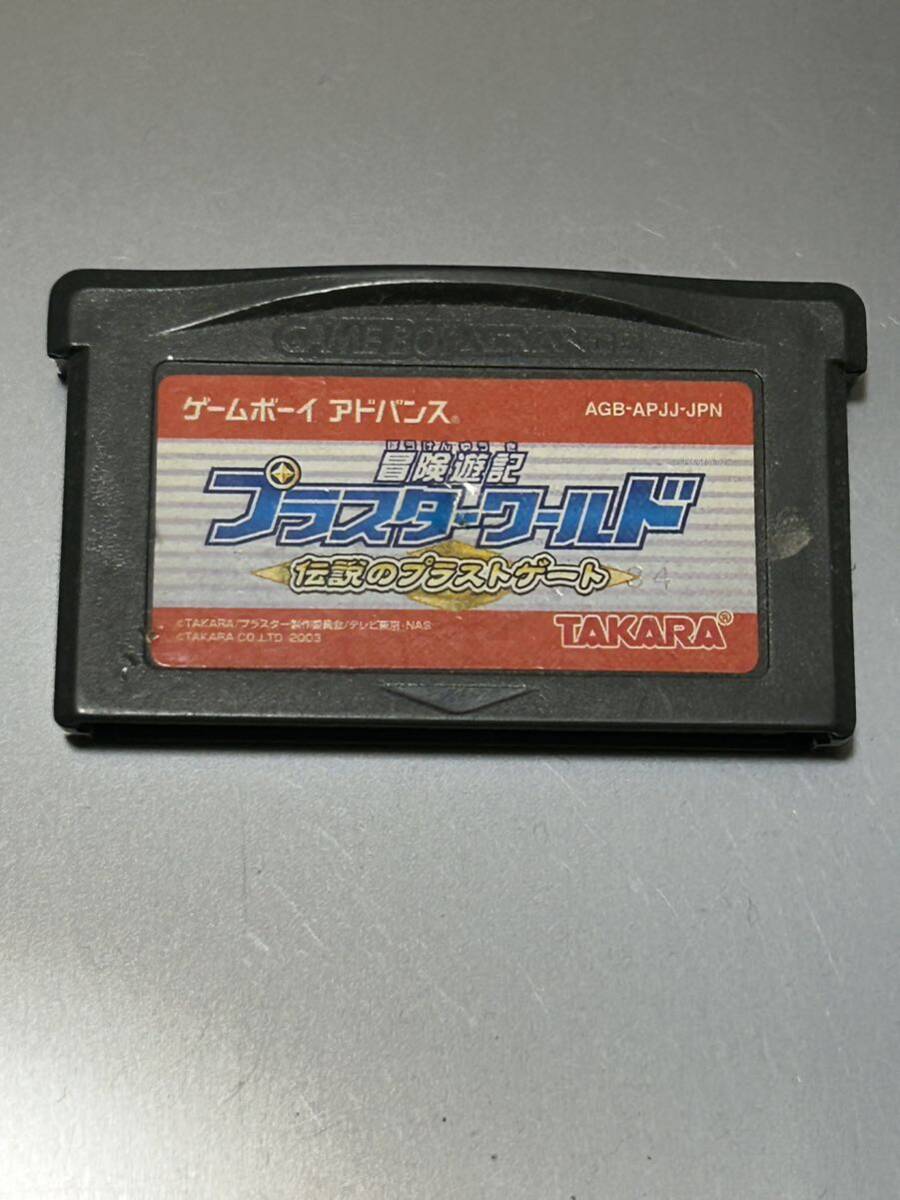 GAME BOY ADVANCE
ゲームボーイ アドバンス®
AGB-APJJ-JPN
ぼうけんゆうき
冒険遊記
プラスターワールド
伝説のプラストゲート
34
©TAKARA/プラスター製作委員会/テレビ東京・NAS
©TAKARA CO.,LTD. 2003
TAKARA®